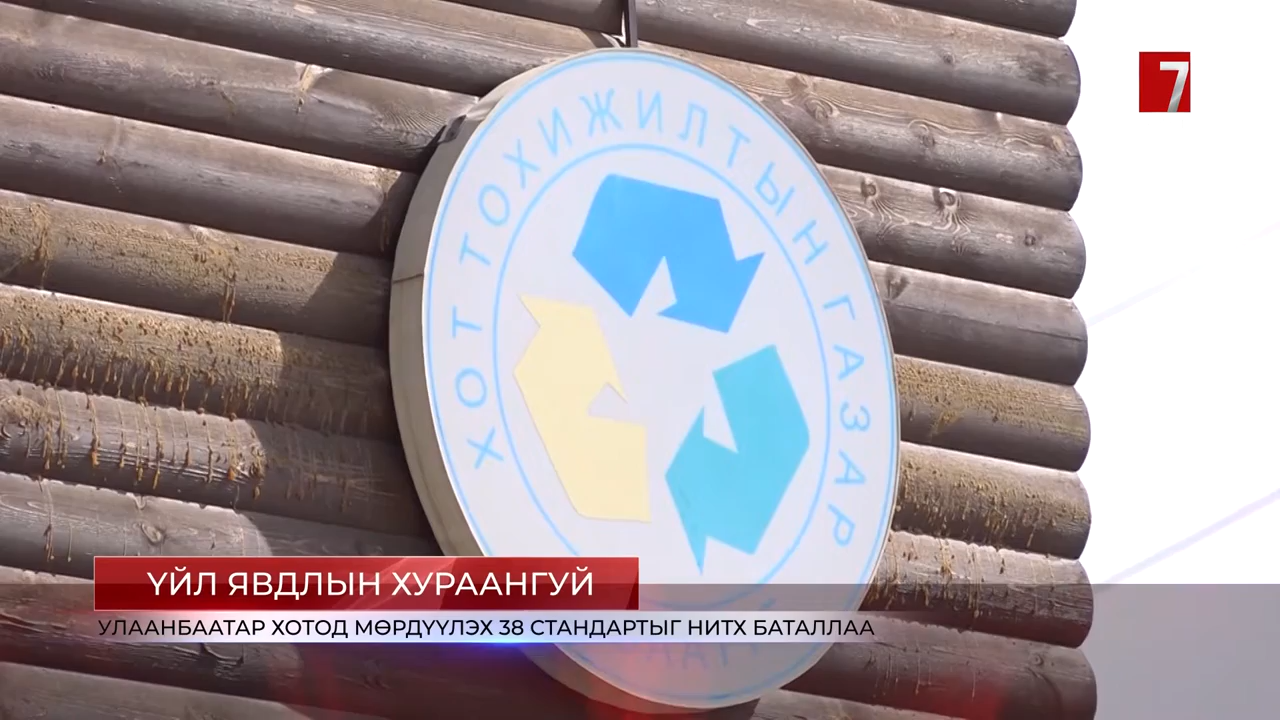 7
ХОТ ТОХИЖИЛТЫН ГАЗАР
ҮЙЛ ЯВДЛЫН ХУРААНГУЙ
УЛААНБААТАР ХОТОД МӨРДҮҮЛЭХ 38 СТАНДАРТЫГ НИТХ БАТАЛЛАА